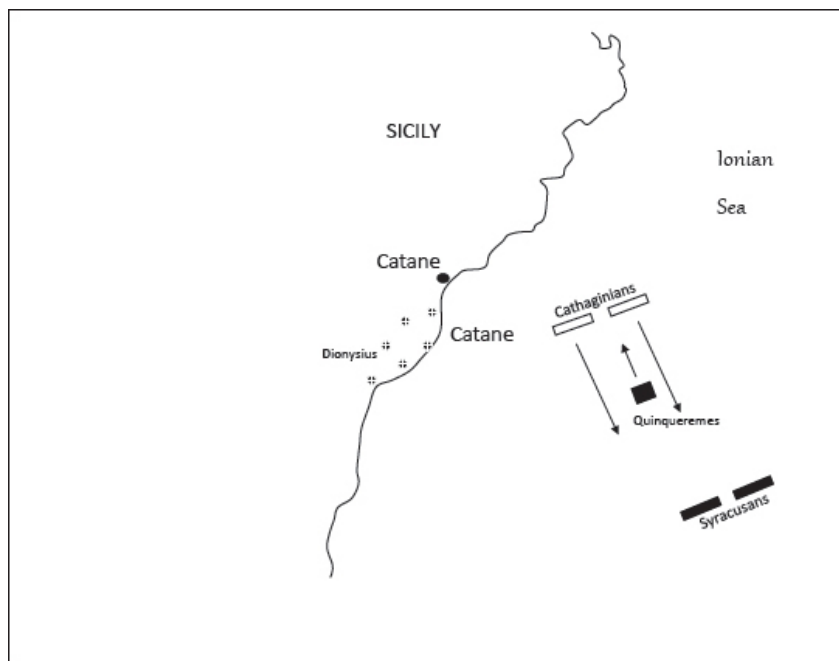 SICILY
Ionian
Sea
Catane
Cathaginians
Catane
Dionysius
Quinqueremes
Syracusans